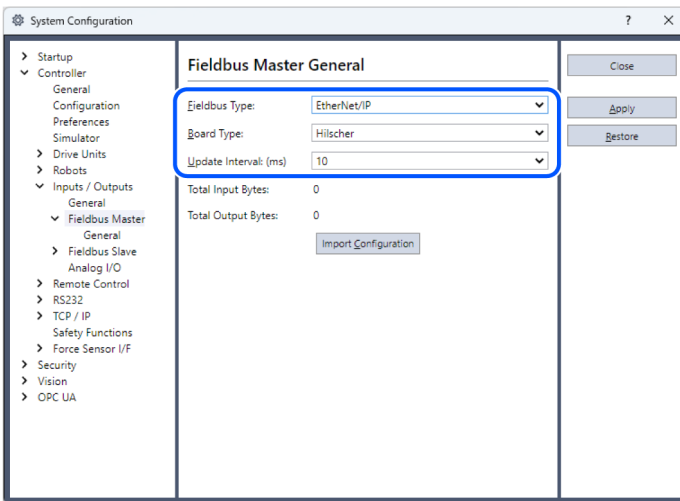 System Configuration
?
Startup
Controller
General
Configuration
Preferences
Simulator
Drive Units
Robots
Inputs / Outputs
General
Fieldbus Master
General
Fieldbus Slave
Analog I/O
Remote Control
RS232
TCP / IP
Safety Functions
Force Sensor I/F
Security
Vision
OPC UA
Fieldbus Master General
Fieldbus Type: EtherNet/IP
Board Type: Hilscher
Update Interval: (ms) 10
Total Input Bytes: 0
Total Output Bytes: 0
Import Configuration
Close
Apply
Restore